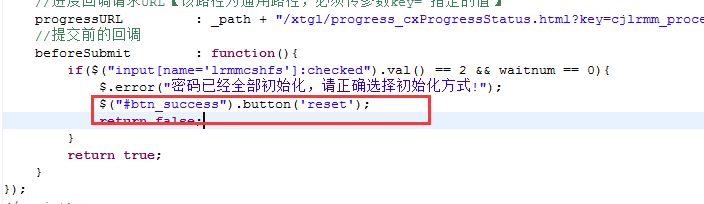 //进度回调请求URL【该路径为通用路径，必须传参数key= 指定的值】
progressURL : _path + "/xtgl/progress_cxProgressStatus.html?key=cjlrmm_proce
//提交前的回调
beforeSubmit : function(){
if($("input[name='lrmmcshfs']:checked").val() == 2 && waitnum == 0){
$.error("密码已经全部初始化，请正确选择初始化方式!");
$("#btn_success").button('reset');
return false;
}
return true;
}
});